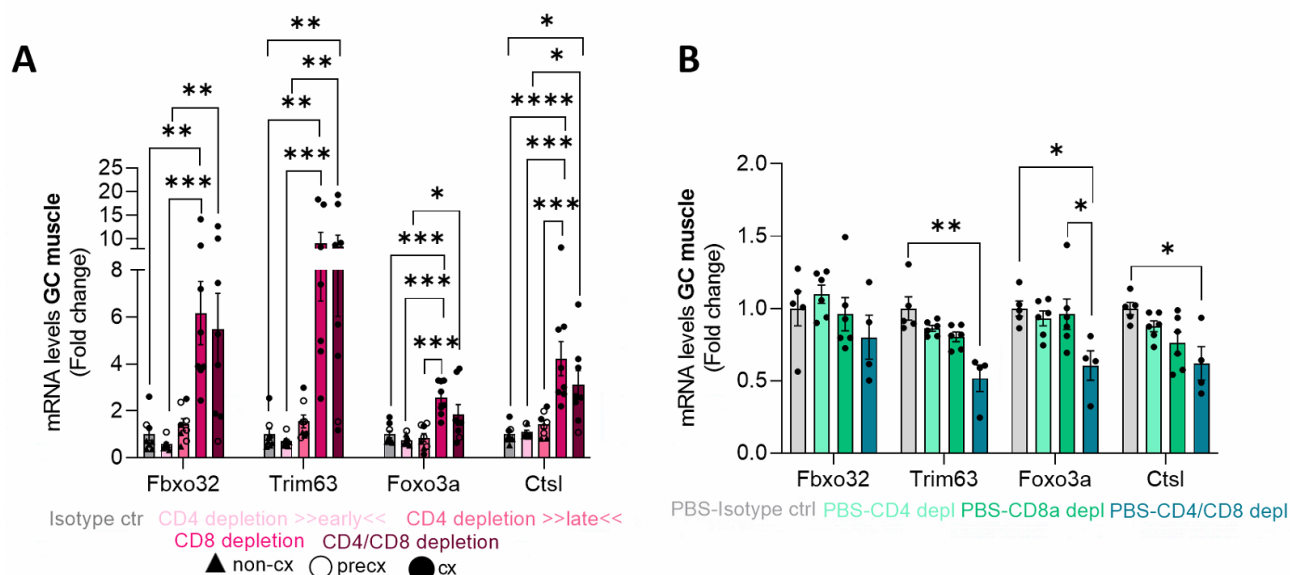 A
B
** ** *
** ** *
** ** * ****
** *** *** ***
*** *** ***
***
* * ** *
mRNA levels GC muscle
(Fold change)
25
20
15
10
8
6
4
2
0
Fbxo32 Trim63 Foxo3a Ctsl
Isotype ctr CD4 depletion >>early<< CD4 depletion >>late<<
CD8 depletion CD4/CD8 depletion
▲ non-cx ○ precx ● cx
mRNA levels GC muscle
(Fold change)
2.0
1.5
1.0
0.5
0.0
Fbxo32 Trim63 Foxo3a Ctsl
PBS-Isotype ctrl PBS-CD4 depl PBS-CD8a depl PBS-CD4/CD8 depl